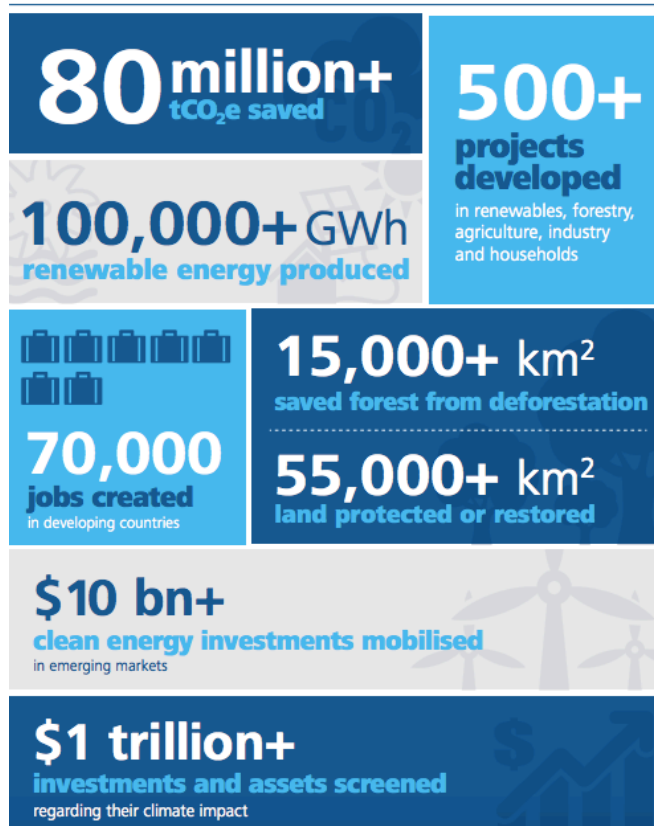 80 million+
tCO₂e saved
CO₂
500+
projects
developed
in renewables, forestry,
agriculture, industry
and households
100,000+ GWh
renewable energy produced
70,000
jobs created
in developing countries
15,000+ km²
saved forest from deforestation
55,000+ km²
land protected or restored
$10 bn+
clean energy investments mobilised
in emerging markets
$1 trillion+
investments and assets screened
regarding their climate impact
$